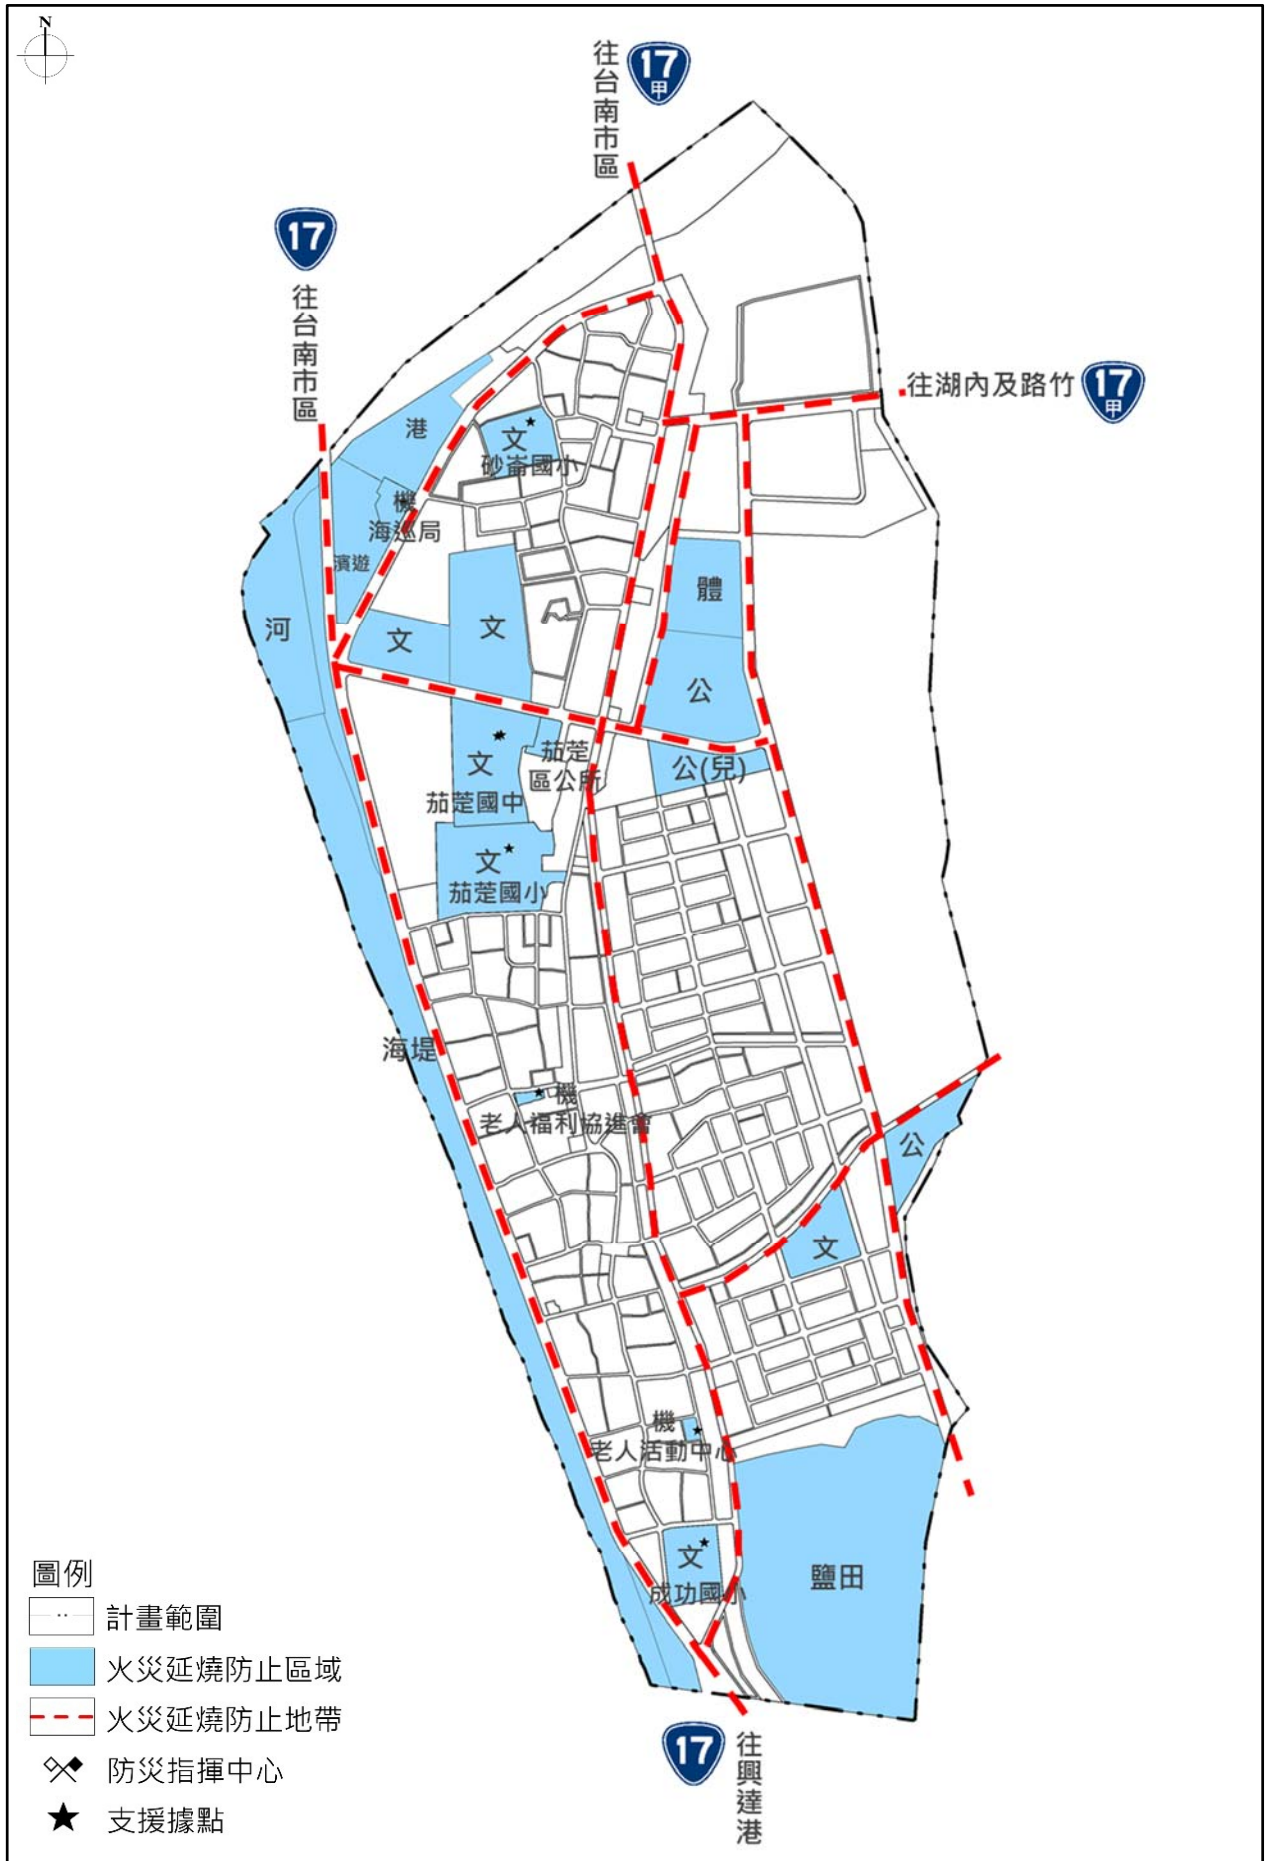 N
往台南市區
17甲
17
往台南市區
往湖內及路竹
17甲
港
文
砂崙國小
機
海巡局
濱遊
河
文
文
體
公
文
茄萣國中
茄萣
區公所
公(兒)
文
茄萣國小
海堤
機
老人福利協進會
公
文
機
老人活動中心
文
成功國小
鹽田
17
往興達港
圖例
計畫範圍
火災延燒防止區域
火災延燒防止地帶
防災指揮中心
支援據點